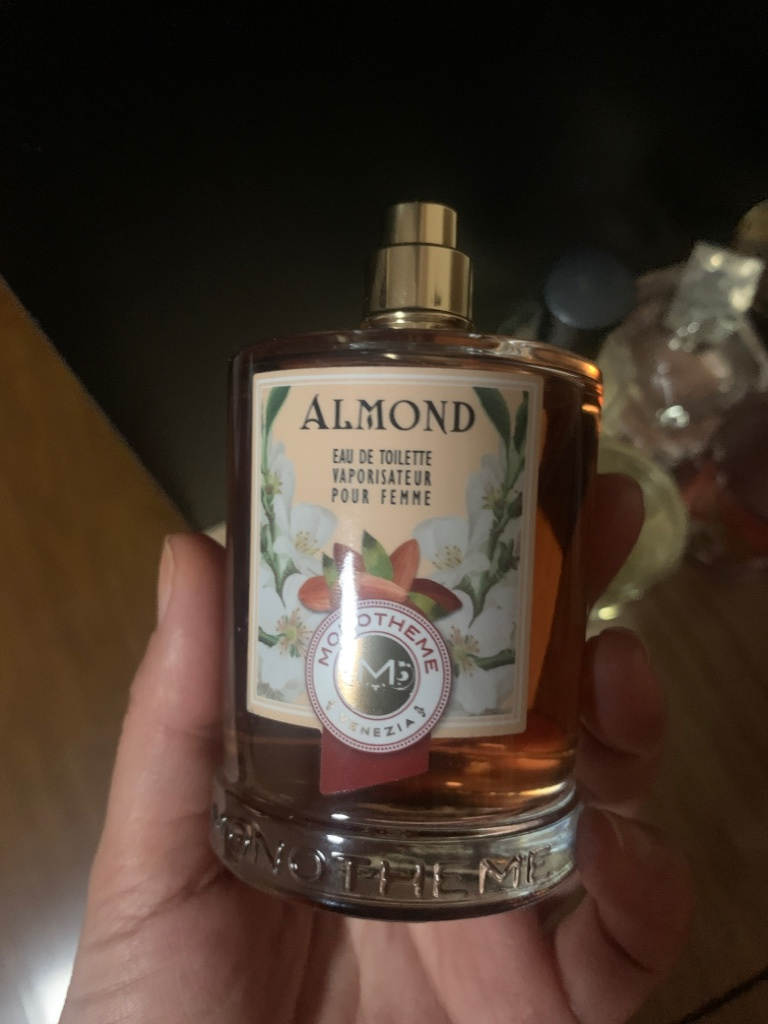 ALMOND
EAU DE TOILETTE
VAPORISATEUR
POUR FEMME
MONOTHEME
M
VENEZIA
MONOTHEME